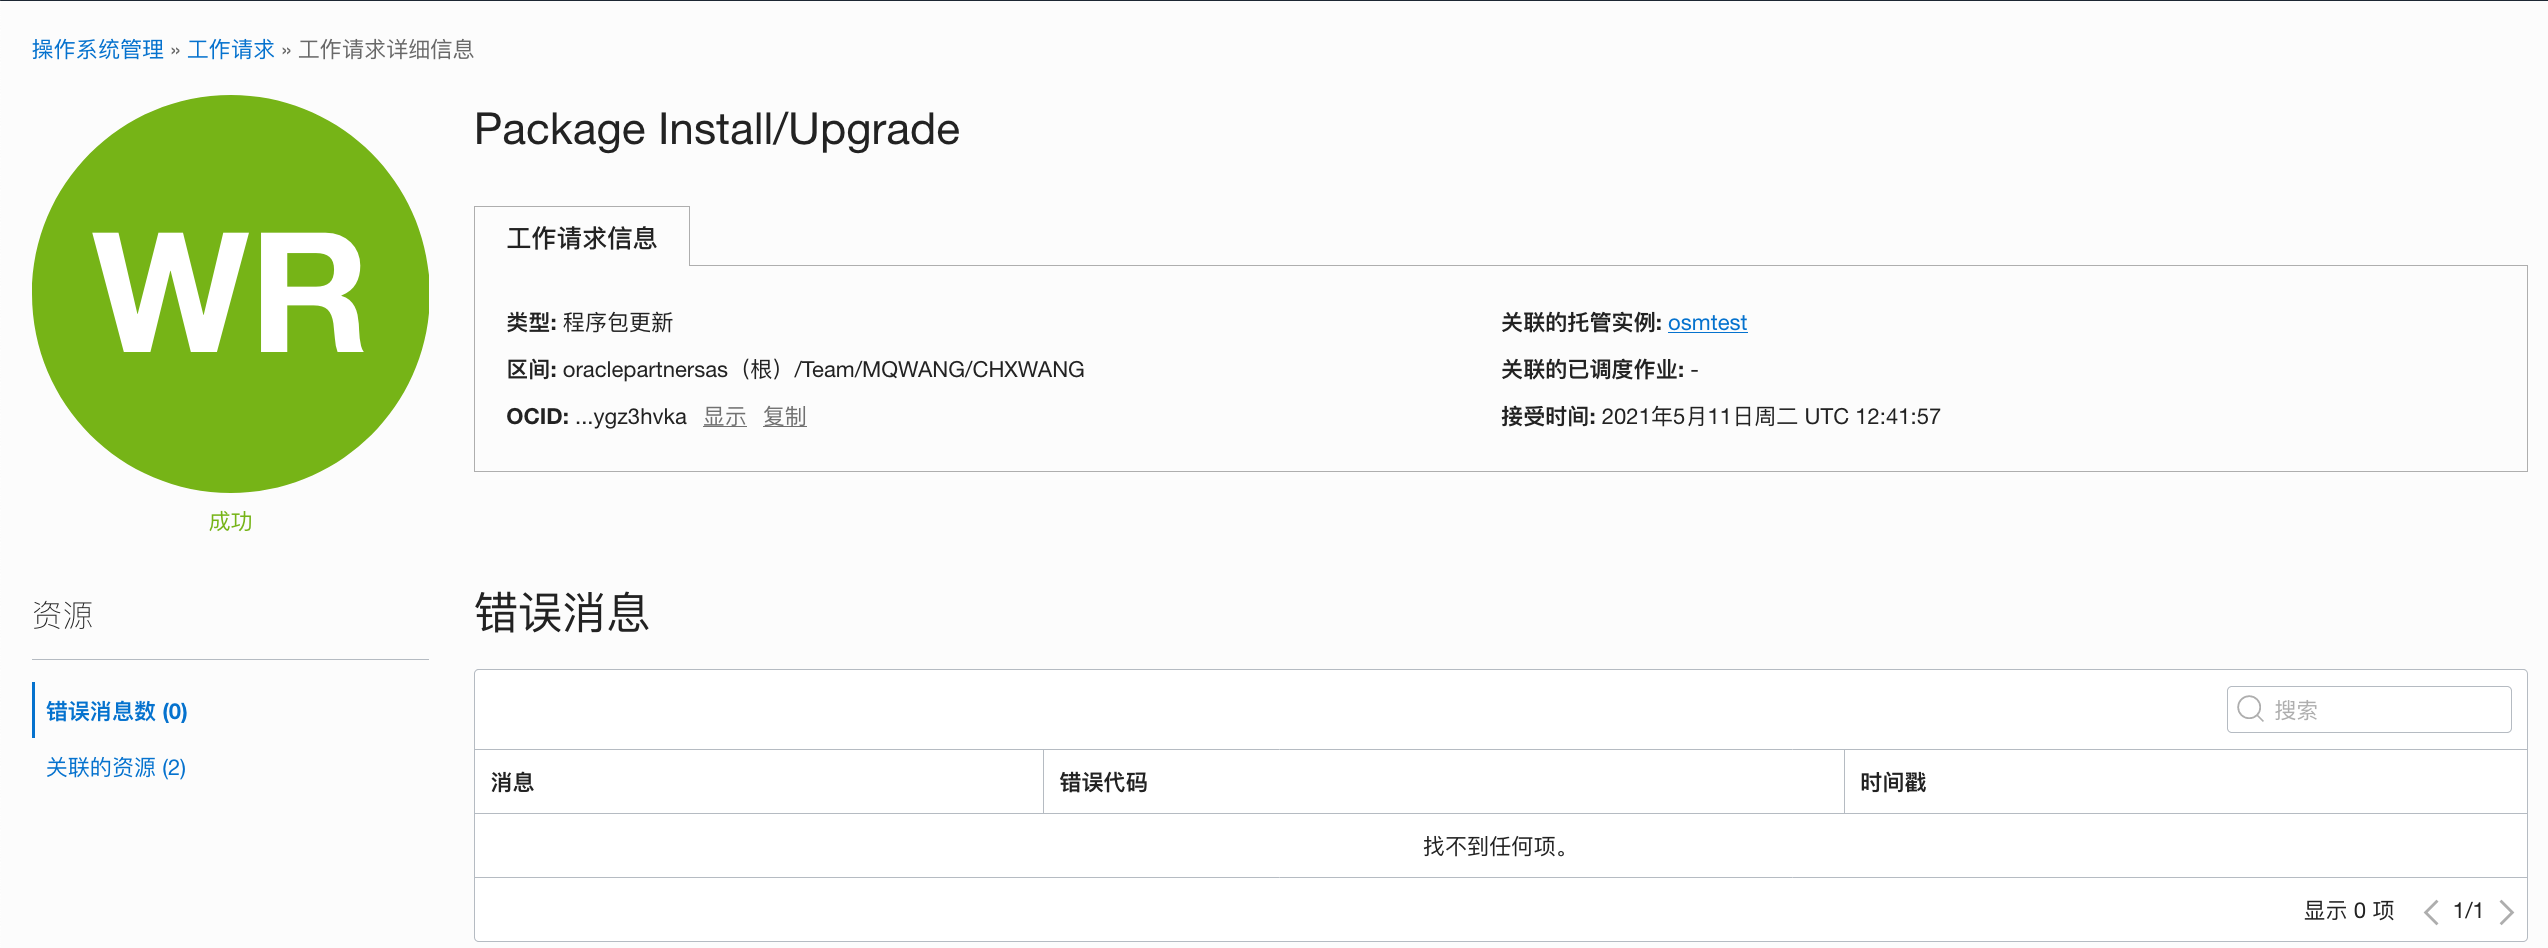 操作系统管理 » 工作请求 » 工作请求详细信息
WR
成功
Package Install/Upgrade
工作请求信息
类型: 程序包更新
区间: oraclepartnersas（根）/Team/MQWANG/CHXWANG
OCID: ...ygz3hvka 显示 复制
关联的托管实例: osmtest
关联的已调度作业: -
接受时间: 2021年5月11日周二 UTC 12:41:57
资源
错误消息数 (0)
关联的资源 (2)
错误消息
搜索
消息 错误代码 时间戳
找不到任何项。
显示 0 项 1/1